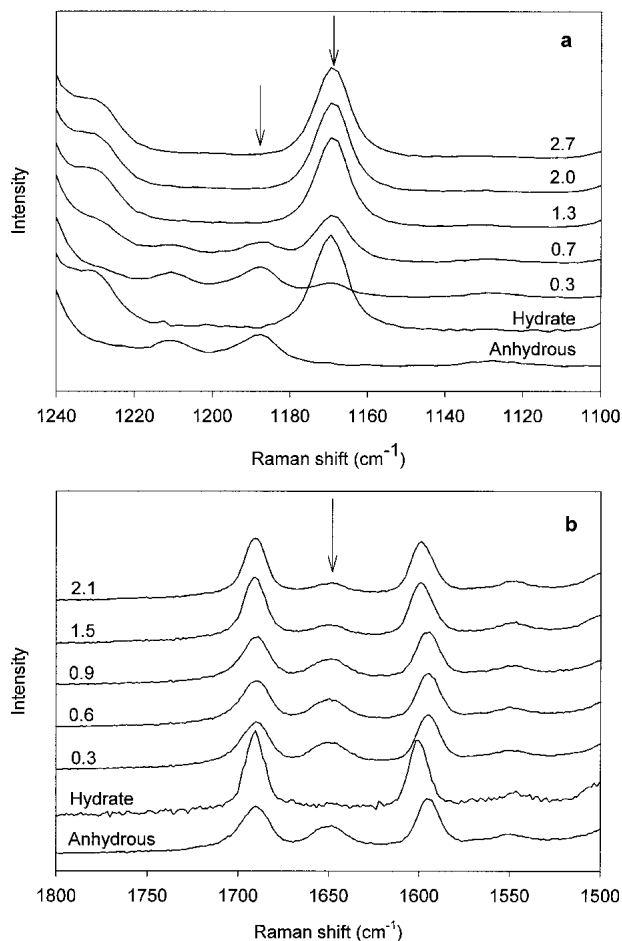 a
2.7
2.0
1.3
0.7
0.3
Hydrate
Anhydrous
Intensity
1240 1220 1200 1180 1160 1140 1120 1100
Raman shift (cm-1)
b
2.1
1.5
0.9
0.6
0.3
Hydrate
Anhydrous
Intensity
1800 1750 1700 1650 1600 1550 1500
Raman shift (cm-1)